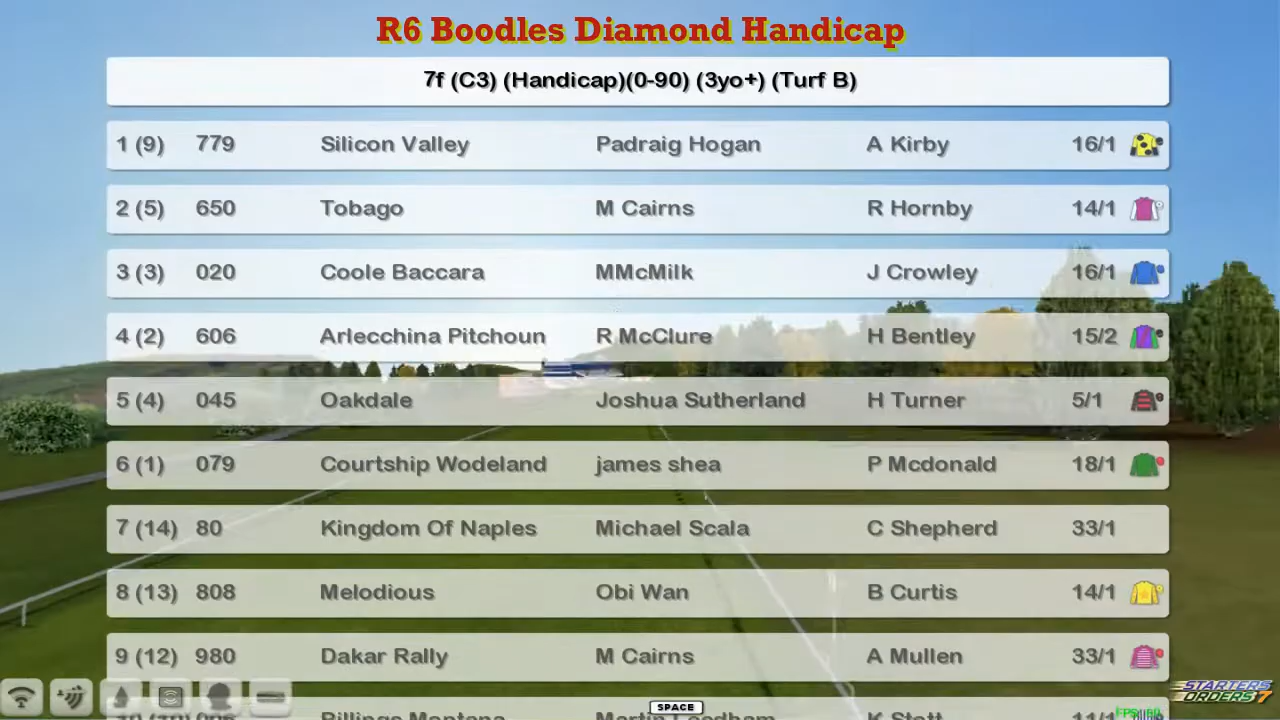 R6 Boodles Diamond Handicap
7f (C3) (Handicap)(0-90) (3yo+) (Turf B)
1 (9) 779 Silicon Valley Padraig Hogan A Kirby 16/1
2 (5) 650 Tobago M Cairns R Hornby 14/1
3 (3) 020 Coole Baccara MMcMilk J Crowley 16/1
4 (2) 606 Arlecchina Pitchoun R McClure H Bentley 15/2
5 (4) 045 Oakdale Joshua Sutherland H Turner 5/1
6 (1) 079 Courtship Wodeland james shea P Mcdonald 18/1
7 (14) 80 Kingdom Of Naples Michael Scala C Shepherd 33/1
8 (13) 808 Melodious Obi Wan B Curtis 14/1
9 (12) 980 Dakar Rally M Cairns A Mullen 33/1
Billings Montana K Stott 11/1
SPACE
STARTERS ORDERS 7